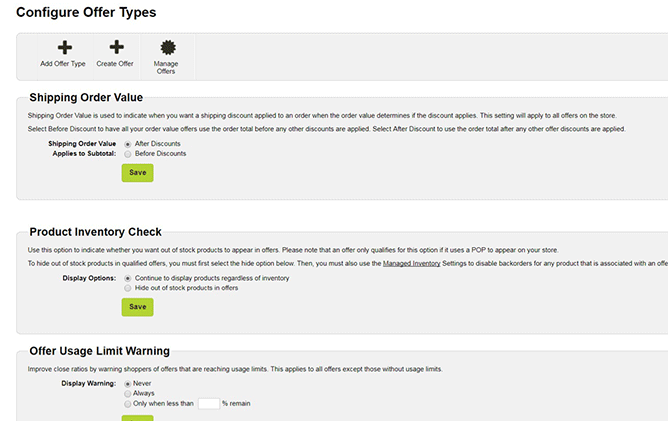 Configure Offer Types
Add Offer Type
Create Offer
Manage
Offers
Shipping Order Value
Shipping Order Value is used to indicate when you want a shipping discount applied to an order when the order value determines if the discount applies. This setting will apply to all offers on the store.
Select Before Discount to have all your order value offers use the order total before any other discounts are applied. Select After Discount to use the order total after any other offer discounts are applied.
Shipping Order Value After Discounts
Applies to Subtotal: Before Discounts
Save
Product Inventory Check
Use this option to indicate whether you want out of stock products to appear in offers. Please note that an offer only qualifies for this option if it uses a POP to appear on your store.
To hide out of stock products in qualified offers, you must first select the hide option below. Then, you must also use the Managed Inventory Settings to disable backorders for any product that is associated with an offe
Display Options: Continue to display products regardless of inventory
Hide out of stock products in offers
Save
Offer Usage Limit Warning
Improve close ratios by warning shoppers of offers that are reaching usage limits. This applies to all offers except those without usage limits.
Display Warning: Never
Always
Only when less than % remain